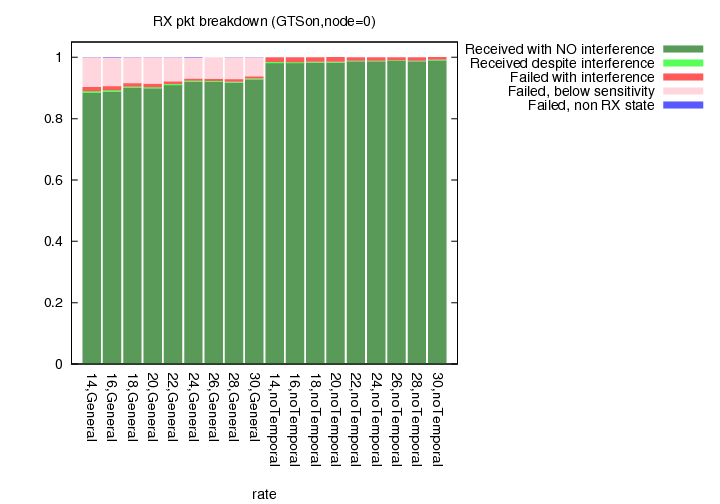 RX pkt breakdown (GTSon,node=0)
Received with NO interference
Received despite interference
Failed with interference
Failed, below sensitivity
Failed, non RX state
1
0.8
0.6
0.4
0.2
0
14,General
16,General
18,General
20,General
22,General
24,General
26,General
28,General
30,General
14,noTemporal
16,noTemporal
18,noTemporal
20,noTemporal
22,noTemporal
24,noTemporal
26,noTemporal
28,noTemporal
30,noTemporal
rate